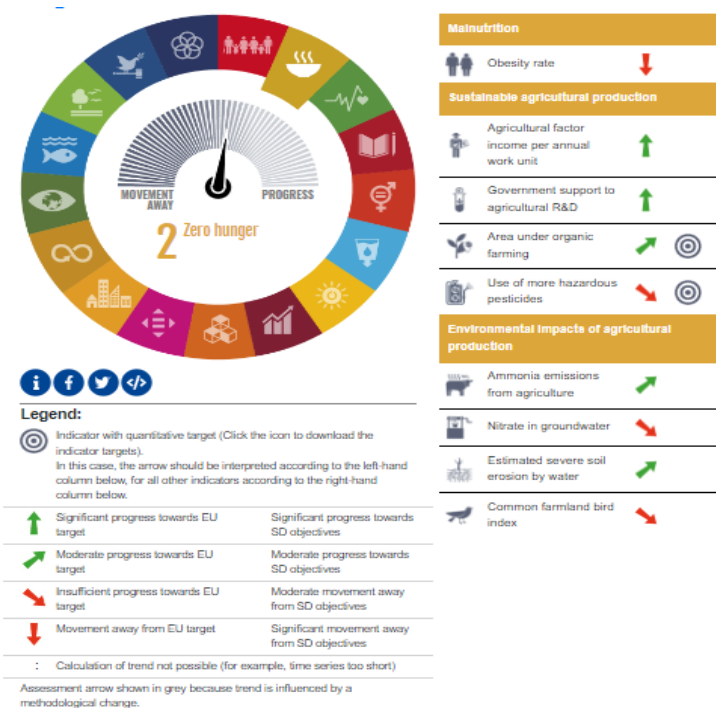 MOVEMENT
AWAY
PROGRESS
2 Zero hunger
Legend:
Indicator with quantitative target (Click the icon to download the
indicator targets).
In this case, the arrow should be interpreted according to the left-hand
column below, for all other indicators according to the right-hand
column below.
Significant progress towards EU
target
Significant progress towards
SD objectives
Moderate progress towards EU
target
Moderate progress towards
SD objectives
Insufficient progress towards EU
target
Moderate movement away
from SD objectives
Movement away from EU target
Significant movement away
from SD objectives
: Calculation of trend not possible (for example, time series too short)
Assessment arrow shown in grey because trend is influenced by a
methodological change.
Malnutrition
Obesity rate
Sustainable agricultural production
Agricultural factor
income per annual
work unit
Government support to
agricultural R&D
Area under organic
farming
Use of more hazardous
pesticides
Environmental impacts of agricultural
production
Ammonia emissions
from agriculture
Nitrate in groundwater
Estimated severe soil
erosion by water
Common farmland bird
index